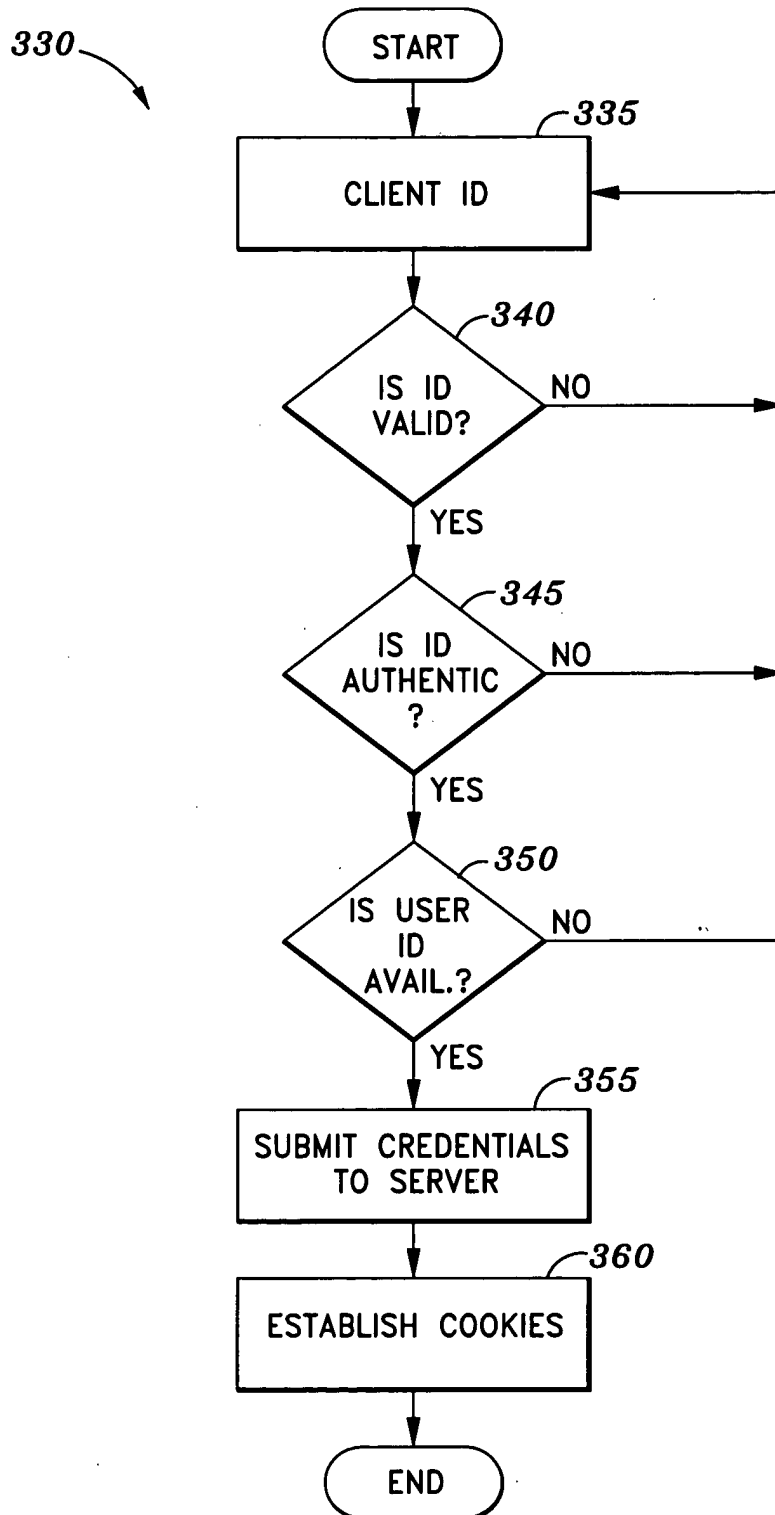 330
START
335
CLIENT ID
340
IS ID
VALID?
NO
YES
345
IS ID
AUTHENTIC
?
NO
YES
350
IS USER
ID
AVAIL.?
NO
YES
355
SUBMIT CREDENTIALS
TO SERVER
360
ESTABLISH COOKIES
END